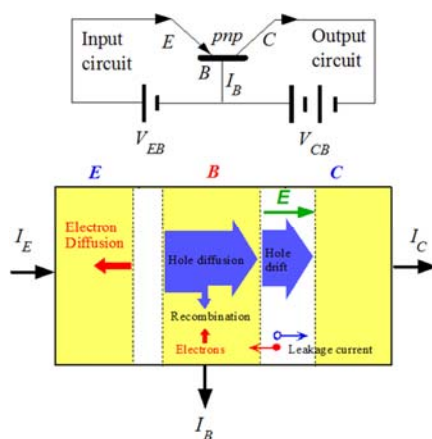 Input
circuit
E
pnp
C
Output
circuit
B
I_B
V_EB
V_CB
E
B
C
E
Electron
Diffusion
I_E
Hole diffusion
Hole
drift
I_C
Recombination
Electrons
Leakage current
I_B